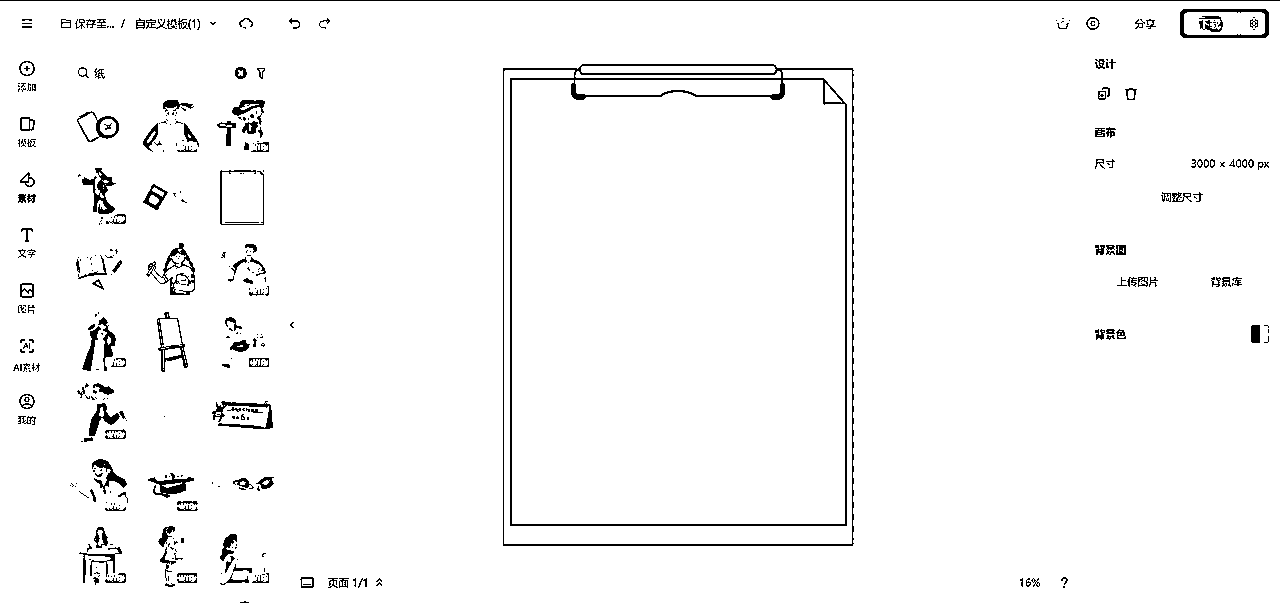 保存至... / 自定义模板(1)
分享
下载
添加
模板
素材
文字
图片
AI素材
我的
纸
页面 1/1
16% ?
设计
画布
尺寸 3000 × 4000 px
调整尺寸
背景图
上传图片 背景库
背景色